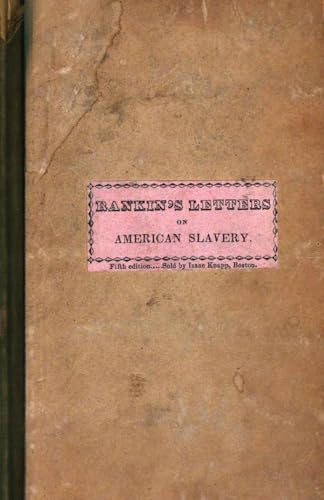 RANKIN'S LETTERS
ON
AMERICAN SLAVERY.
Fifth edition.... Sold by Isaac Knapp, Boston.